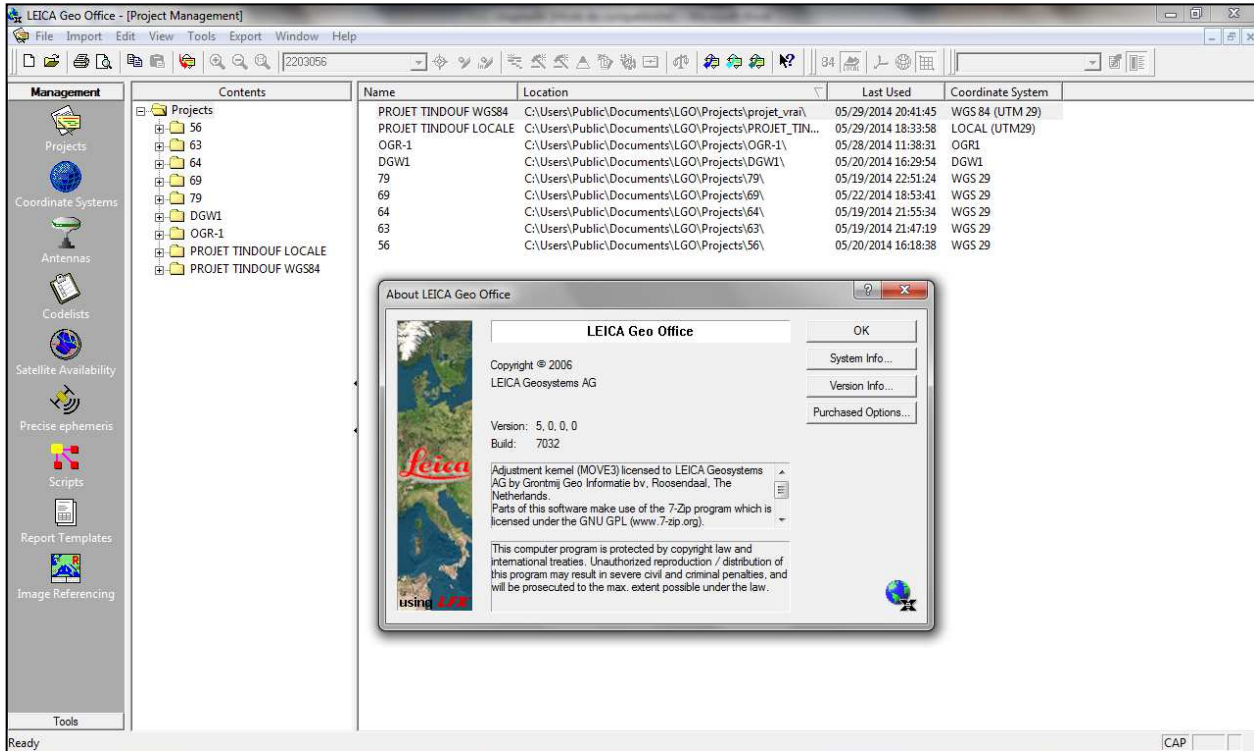 LEICA Geo Office - [Project Management]
File Import Edit View Tools Export Window Help
2203056
84
Management
Projects
Coordinate Systems
Antennas
Codelists
Satellite Availability
Precise ephemeris
Scripts
Report Templates
Image Referencing
Tools
Contents
Projects
56
63
64
69
79
DGW1
OGR-1
PROJET TINDOUF LOCALE
PROJET TINDOUF WGS84
Name Location Last Used Coordinate System
PROJET TINDOUF WGS84 C:\Users\Public\Documents\LGO\Projects\projet_vrai\ 05/29/2014 20:41:45 WGS 84 (UTM 29)
PROJET TINDOUF LOCALE C:\Users\Public\Documents\LGO\Projects\PROJET_TIN... 05/29/2014 18:33:58 LOCAL (UTM29)
OGR-1 C:\Users\Public\Documents\LGO\Projects\OGR-1\ 05/28/2014 11:38:31 OGR1
DGW1 C:\Users\Public\Documents\LGO\Projects\DGW1\ 05/20/2014 16:29:54 DGW1
79 C:\Users\Public\Documents\LGO\Projects\79\ 05/19/2014 22:51:24 WGS 29
69 C:\Users\Public\Documents\LGO\Projects\69\ 05/22/2014 18:53:41 WGS 29
64 C:\Users\Public\Documents\LGO\Projects\64\ 05/19/2014 21:55:34 WGS 29
63 C:\Users\Public\Documents\LGO\Projects\63\ 05/19/2014 21:47:19 WGS 29
56 C:\Users\Public\Documents\LGO\Projects\56\ 05/20/2014 16:18:38 WGS 29
About LEICA Geo Office
Leica
using LFX
LEICA Geo Office
Copyright © 2006
LEICA Geosystems AG
Version: 5, 0, 0, 0
Build: 7032
Adjustment kernel (MOVE3) licensed to LEICA Geosystems
AG by Grontmij Geo Informatie bv, Roosendaal, The
Netherlands.
Parts of this software make use of the 7-Zip program which is
licensed under the GNU GPL (www.7-zip.org).
This computer program is protected by copyright law and
international treaties. Unauthorized reproduction / distribution of
this program may result in severe civil and criminal penalties, and
will be prosecuted to the max. extent possible under the law.
OK
System Info...
Version Info...
Purchased Options...
Ready
CAP